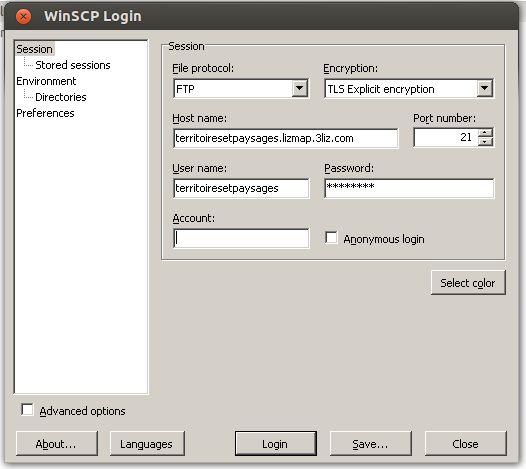 WinSCP Login
Session
Stored sessions
Environment
Directories
Preferences
Session
File protocol:
Encryption:
FTP
TLS Explicit encryption
Host name:
Port number:
territoiresetpaysages.lizmap.3liz.com
21
User name:
Password:
territoiresetpaysages
********
Account:
Anonymous login
Select color
Advanced options
About...
Languages
Login
Save...
Close